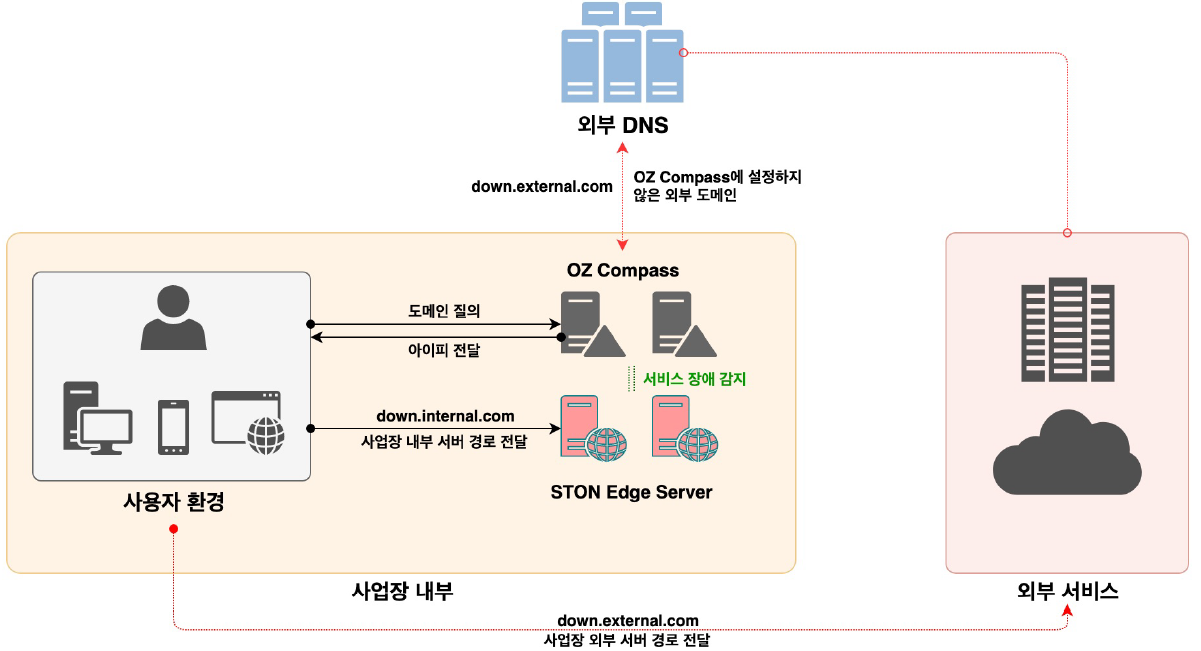 외부 DNS
down.external.com
OZ Compass에 설정하지
않은 외부 도메인
OZ Compass
도메인 질의
아이피 전달
서비스 장애 감지
down.internal.com
사업장 내부 서버 경로 전달
STON Edge Server
사용자 환경
사업장 내부
외부 서비스
down.external.com
사업장 외부 서버 경로 전달